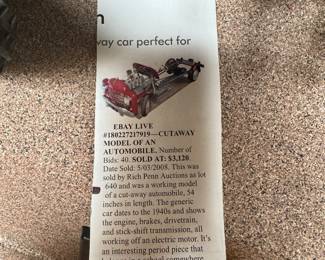 n
way car perfect for
EBAY LIVE
#180227217919—CUTAWAY
MODEL OF AN
AUTOMOBILE. Number of
Bids: 40. SOLD AT: $3,120.
Date Sold: 5/03/2008. This was
sold by Rich Penn Auctions as lot
640 and was a working model
of a cut-away automobile, 54
inches in length. The generic
car dates to the 1940s and shows
the engine, brakes, drivetrain,
and stick-shift transmission, all
working off an electric motor. It's
an interesting period piece that